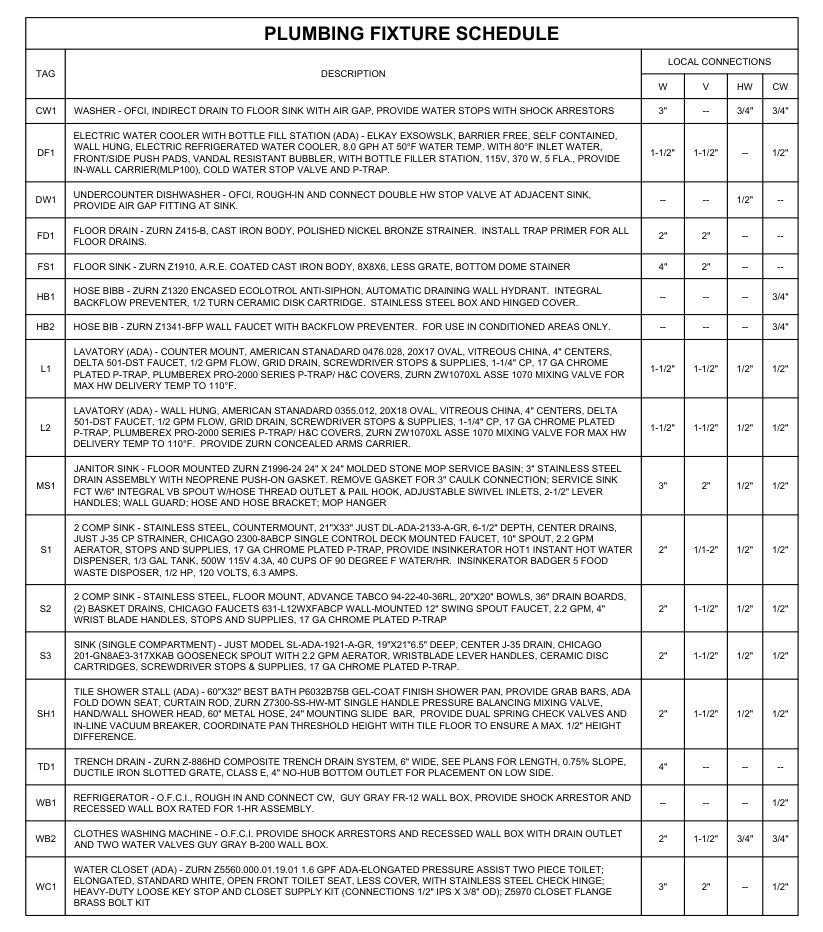 PLUMBING FIXTURE SCHEDULE
TAG
DESCRIPTION
LOCAL CONNECTIONS
W V HW CW
CW1 WASHER - OFCI, INDIRECT DRAIN TO FLOOR SINK WITH AIR GAP, PROVIDE WATER STOPS WITH SHOCK ARRESTORS 3" -- 3/4" 3/4"
ELECTRIC WATER COOLER WITH BOTTLE FILL STATION (ADA) - ELKAY EXSOWSLK, BARRIER FREE, SELF CONTAINED,
WALL HUNG, ELECTRIC REFRIGERATED WATER COOLER, 8.0 GPH AT 50°F WATER TEMP. WITH 80°F INLET WATER,
DF1 FRONT/SIDE PUSH PADS, VANDAL RESISTANT BUBBLER, WITH BOTTLE FILLER STATION, 115V, 370 W, 5 FLA., PROVIDE 1-1/2" 1-1/2" -- 1/2"
IN-WALL CARRIER(MLP100), COLD WATER STOP VALVE AND P-TRAP.
DW1 UNDERCOUNTER DISHWASHER - OFCI, ROUGH-IN AND CONNECT DOUBLE HW STOP VALVE AT ADJACENT SINK, -- -- 1/2" --
PROVIDE AIR GAP FITTING AT SINK.
FD1 FLOOR DRAIN - ZURN Z415-B, CAST IRON BODY, POLISHED NICKEL BRONZE STRAINER. INSTALL TRAP PRIMER FOR ALL 2" 2" -- --
FLOOR DRAINS.
FS1 FLOOR SINK - ZURN Z1910, A.R.E. COATED CAST IRON BODY, 8X8X6, LESS GRATE, BOTTOM DOME STAINER 4" 2" -- --
HB1 HOSE BIBB - ZURN Z1320 ENCASED ECOLOTROL ANTI-SIPHON, AUTOMATIC DRAINING WALL HYDRANT. INTEGRAL -- -- -- 3/4"
BACKFLOW PREVENTER, 1/2 TURN CERAMIC DISK CARTRIDGE. STAINLESS STEEL BOX AND HINGED COVER.
HB2 HOSE BIB - ZURN Z1341-BFP WALL FAUCET WITH BACKFLOW PREVENTER. FOR USE IN CONDITIONED AREAS ONLY. -- -- -- 3/4"
LAVATORY (ADA) - COUNTER MOUNT, AMERICAN STANADARD 0476.028, 20X17 OVAL, VITREOUS CHINA, 4" CENTERS,
L1 DELTA 501-DST FAUCET, 1/2 GPM FLOW, GRID DRAIN, SCREWDRIVER STOPS & SUPPLIES, 1-1/4" CP, 17 GA CHROME 1-1/2" 1-1/2" 1/2" 1/2"
PLATED P-TRAP, PLUMBEREX PRO-2000 SERIES P-TRAP/ H&C COVERS, ZURN ZW1070XL ASSE 1070 MIXING VALVE FOR
MAX HW DELIVERY TEMP TO 110°F.
LAVATORY (ADA) - WALL HUNG, AMERICAN STANADARD 0355.012, 20X18 OVAL, VITREOUS CHINA, 4" CENTERS, DELTA
L2 501-DST FAUCET, 1/2 GPM FLOW, GRID DRAIN, SCREWDRIVER STOPS & SUPPLIES, 1-1/4" CP, 17 GA CHROME PLATED 1-1/2" 1-1/2" 1/2" 1/2"
P-TRAP, PLUMBEREX PRO-2000 SERIES P-TRAP/ H&C COVERS, ZURN ZW1070XL ASSE 1070 MIXING VALVE FOR MAX HW
DELIVERY TEMP TO 110°F. PROVIDE ZURN CONCEALED ARMS CARRIER.
JANITOR SINK - FLOOR MOUNTED ZURN Z1996-24 24" X 24" MOLDED STONE MOP SERVICE BASIN; 3" STAINLESS STEEL
MS1 DRAIN ASSEMBLY WITH NEOPRENE PUSH-ON GASKET. REMOVE GASKET FOR 3" CAULK CONNECTION; SERVICE SINK 3" 2" 1/2" 1/2"
FCT W/6" INTEGRAL VB SPOUT W/HOSE THREAD OUTLET & PAIL HOOK, ADJUSTABLE SWIVEL INLETS, 2-1/2" LEVER
HANDLES; WALL GUARD; HOSE AND HOSE BRACKET; MOP HANGER
2 COMP SINK - STAINLESS STEEL, COUNTERMOUNT, 21"X33" JUST DL-ADA-2133-A-GR, 6-1/2" DEPTH, CENTER DRAINS,
JUST J-35 CP STRAINER, CHICAGO 2300-8ABCP SINGLE CONTROL DECK MOUNTED FAUCET, 10" SPOUT, 2.2 GPM
S1 AERATOR, STOPS AND SUPPLIES, 17 GA CHROME PLATED P-TRAP, PROVIDE INSINKERATOR HOT1 INSTANT HOT WATER 2" 1/1-2" 1/2" 1/2"
DISPENSER, 1/3 GAL TANK, 500W 115V 4.3A, 40 CUPS OF 90 DEGREE F WATER/HR. INSINKERATOR BADGER 5 FOOD
WASTE DISPOSER, 1/2 HP, 120 VOLTS, 6.3 AMPS.
2 COMP SINK - STAINLESS STEEL, FLOOR MOUNT, ADVANCE TABCO 94-22-40-36RL, 20"X20" BOWLS, 36" DRAIN BOARDS,
S2 (2) BASKET DRAINS, CHICAGO FAUCETS 631-L12WXFABCP WALL-MOUNTED 12" SWING SPOUT FAUCET, 2.2 GPM, 4" 2" 1-1/2" 1/2" 1/2"
WRIST BLADE HANDLES, STOPS AND SUPPLIES, 17 GA CHROME PLATED P-TRAP
SINK (SINGLE COMPARTMENT) - JUST MODEL SL-ADA-1921-A-GR, 19"X21"6.5" DEEP, CENTER J-35 DRAIN, CHICAGO
S3 201-GN8AE3-317XKAB GOOSENECK SPOUT WITH 2.2 GPM AERATOR, WRISTBLADE LEVER HANDLES, CERAMIC DISC 2" 1-1/2" 1/2" 1/2"
CARTRIDGES, SCREWDRIVER STOPS & SUPPLIES, 17 GA CHROME PLATED P-TRAP.
TILE SHOWER STALL (ADA) - 60"X32" BEST BATH P6032B75B GEL-COAT FINISH SHOWER PAN, PROVIDE GRAB BARS, ADA
FOLD DOWN SEAT, CURTAIN ROD, ZURN Z7300-SS-HW-MT SINGLE HANDLE PRESSURE BALANCING MIXING VALVE,
SH1 HAND/WALL SHOWER HEAD, 60" METAL HOSE, 24" MOUNTING SLIDE BAR, PROVIDE DUAL SPRING CHECK VALVES AND 2" 1-1/2" 1/2" 1/2"
IN-LINE VACUUM BREAKER, COORDINATE PAN THRESHOLD HEIGHT WITH TILE FLOOR TO ENSURE A MAX. 1/2" HEIGHT
DIFFERENCE.
TD1 TRENCH DRAIN - ZURN Z-886HD COMPOSITE TRENCH DRAIN SYSTEM, 6" WIDE, SEE PLANS FOR LENGTH, 0.75% SLOPE, 4" -- -- --
DUCTILE IRON SLOTTED GRATE, CLASS E, 4" NO-HUB BOTTOM OUTLET FOR PLACEMENT ON LOW SIDE.
WB1 REFRIGERATOR - O.F.C.I., ROUGH IN AND CONNECT CW, GUY GRAY FR-12 WALL BOX, PROVIDE SHOCK ARRESTOR AND -- -- -- 1/2"
RECESSED WALL BOX RATED FOR 1-HR ASSEMBLY.
WB2 CLOTHES WASHING MACHINE - O.F.C.I. PROVIDE SHOCK ARRESTORS AND RECESSED WALL BOX WITH DRAIN OUTLET 2" 1-1/2" 3/4" 3/4"
AND TWO WATER VALVES GUY GRAY B-200 WALL BOX.
WATER CLOSET (ADA) - ZURN Z5560.000.01.19.01 1.6 GPF ADA-ELONGATED PRESSURE ASSIST TWO PIECE TOILET;
WC1 ELONGATED, STANDARD WHITE, OPEN FRONT TOILET SEAT, LESS COVER, WITH STAINLESS STEEL CHECK HINGE; 3" 2" -- 1/2"
HEAVY-DUTY LOOSE KEY STOP AND CLOSET SUPPLY KIT (CONNECTIONS 1/2" IPS X 3/8" OD); Z5970 CLOSET FLANGE
BRASS BOLT KIT